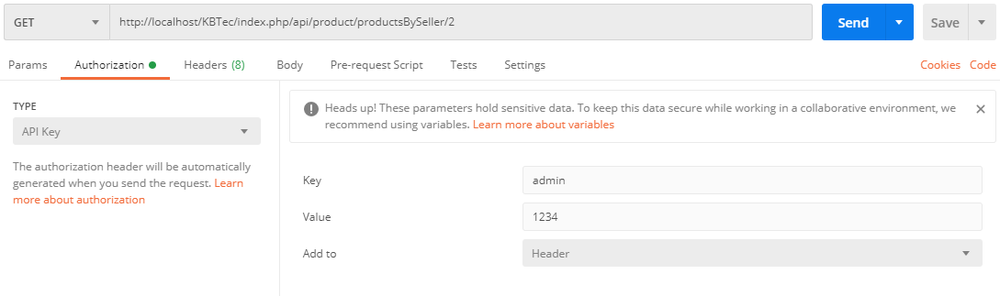 GET http://localhost/KBTec/index.php/api/product/productsBySeller/2 Send Save
Params Authorization Headers (8) Body Pre-request Script Tests Settings Cookies Code
TYPE
API Key
The authorization header will be automatically
generated when you send the request. Learn
more about authorization
Heads up! These parameters hold sensitive data. To keep this data secure while working in a collaborative environment, we
recommend using variables. Learn more about variables
Key admin
Value 1234
Add to Header